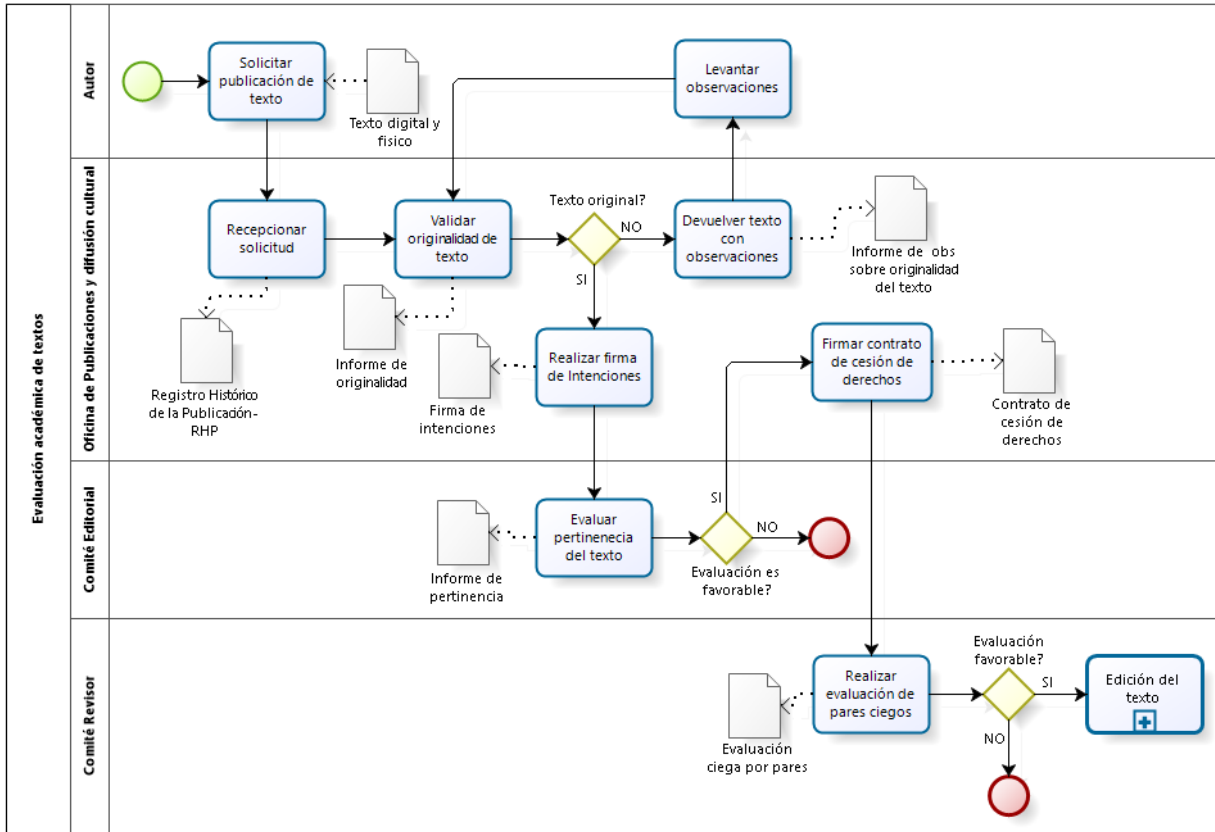 Evaluación académica de textos
Autor
Solicitar
publicación de
texto
Texto digital y
fisico
Levantar
observaciones
Oficina de Publicaciones y difusión cultural
Recepcionar
solicitud
Registro Histórico
de la Publicación-
RHP
Validar
originalidad de
texto
Informe de
originalidad
Texto original?
NO
SI
Devuelver texto
con
observaciones
Informe de obs
sobre originalidad
del texto
Realizar firma
de Intenciones
Firma de
intenciones
Firmar contrato
de cesión de
derechos
Contrato de
cesión de
derechos
Comité Editorial
Evaluar
pertinenecia
del texto
Informe de
pertinencia
SI
NO
Evaluación es
favorable?
Comité Revisor
Realizar
evaluación de
pares ciegos
Evaluación
ciega por pares
Evaluación
favorable?
SI
NO
Edición del
texto